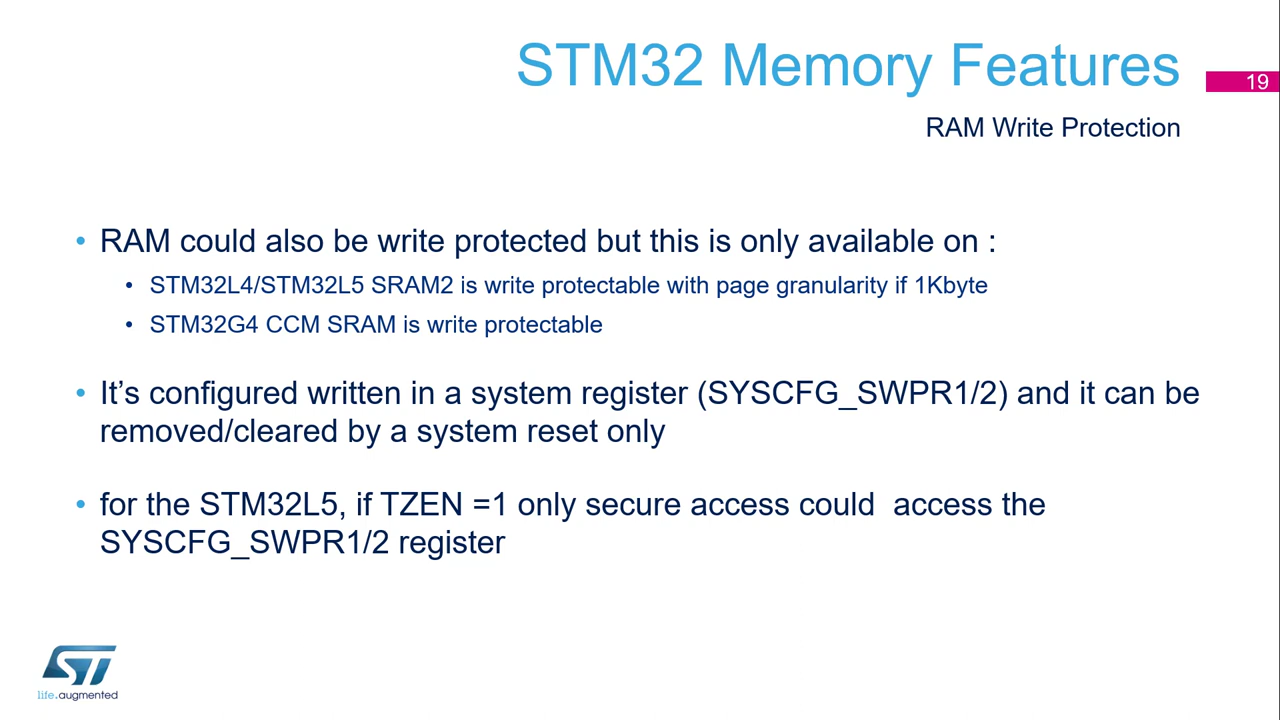 STM32 Memory Features
19
RAM Write Protection
• RAM could also be write protected but this is only available on :
• STM32L4/STM32L5 SRAM2 is write protectable with page granularity if 1Kbyte
• STM32G4 CCM SRAM is write protectable
• It’s configured written in a system register (SYSCFG_SWPR1/2) and it can be
removed/cleared by a system reset only
• for the STM32L5, if TZEN =1 only secure access could  access the
SYSCFG_SWPR1/2 register
ST
life.augmented